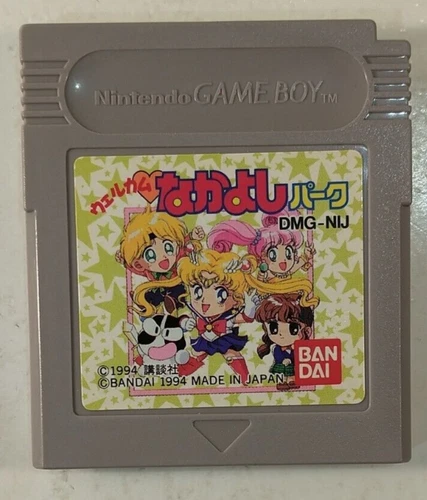 Nintendo GAME BOY TM
ウェルカム なかよし パーク
DMG-NIJ
©1994 講談社
©BANDAI 1994 MADE IN JAPAN
BAN
DAI